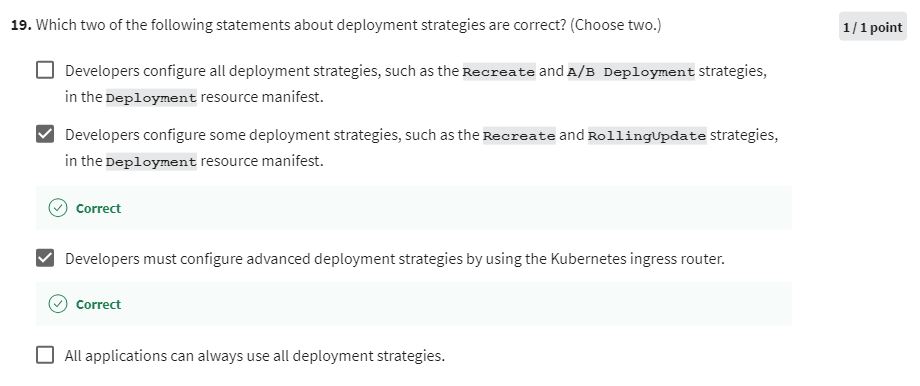 19. Which two of the following statements about deployment strategies are correct? (Choose two.)
1 / 1 point
Developers configure all deployment strategies, such as the Recreate and A/B Deployment strategies,
in the Deployment resource manifest.
Developers configure some deployment strategies, such as the Recreate and RollingUpdate strategies,
in the Deployment resource manifest.
Correct
Developers must configure advanced deployment strategies by using the Kubernetes ingress router.
Correct
All applications can always use all deployment strategies.